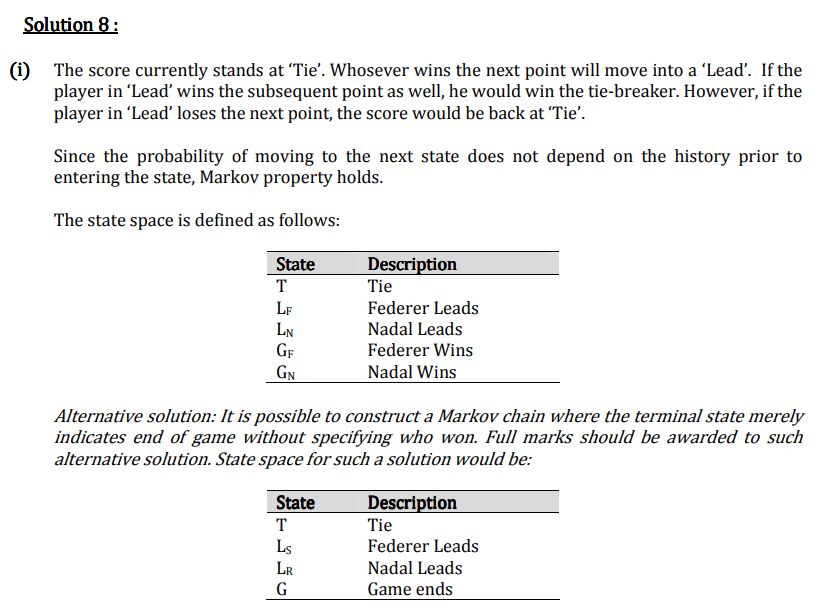 Solution 8 :
(i) The score currently stands at ‘Tie’. Whosever wins the next point will move into a ‘Lead’. If the
player in ‘Lead’ wins the subsequent point as well, he would win the tie-breaker. However, if the
player in ‘Lead’ loses the next point, the score would be back at ‘Tie’.
Since the probability of moving to the next state does not depend on the history prior to
entering the state, Markov property holds.
The state space is defined as follows:
State Description
T Tie
LF Federer Leads
LN Nadal Leads
GF Federer Wins
GN Nadal Wins
Alternative solution: It is possible to construct a Markov chain where the terminal state merely
indicates end of game without specifying who won. Full marks should be awarded to such
alternative solution. State space for such a solution would be:
State Description
T Tie
LS Federer Leads
LR Nadal Leads
G Game ends